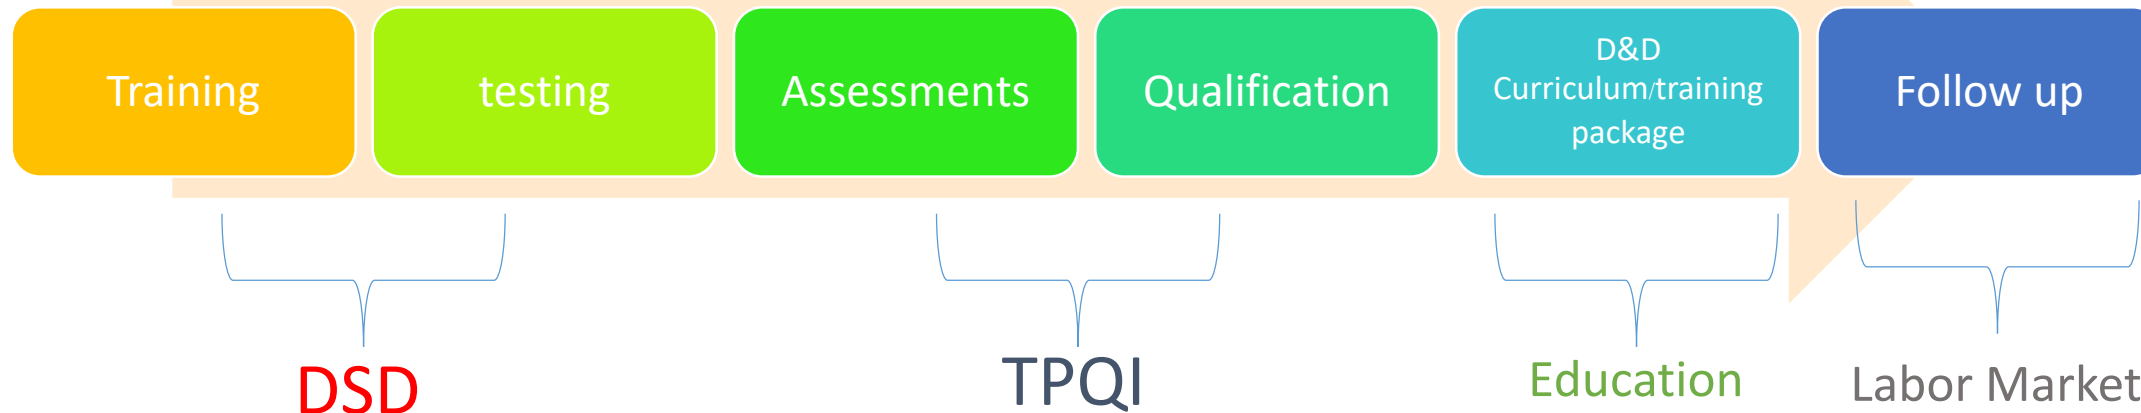 Training
testing
Assessments
Qualification
D&D
Curriculum/training
package
Follow up
DSD
TPQI
Education
Labor Market